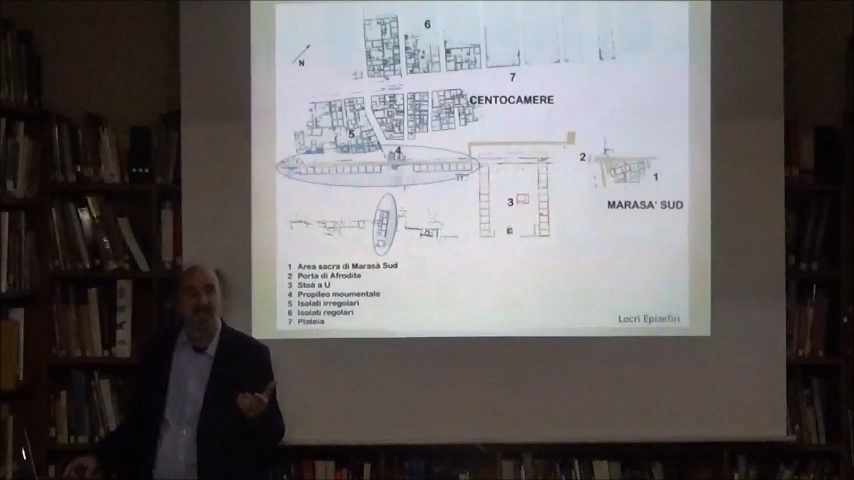 6
N
7
CENTOCAMERE
5
4
2
1
3
MARASA' SUD
1 Area sacra di Marasà Sud
2 Porta di Afrodite
3 Stoà a U
4 Propileo moumentale
5 Isolati irregolari
6 Isolati regolari
7 Plateia
Locri Epizefiri